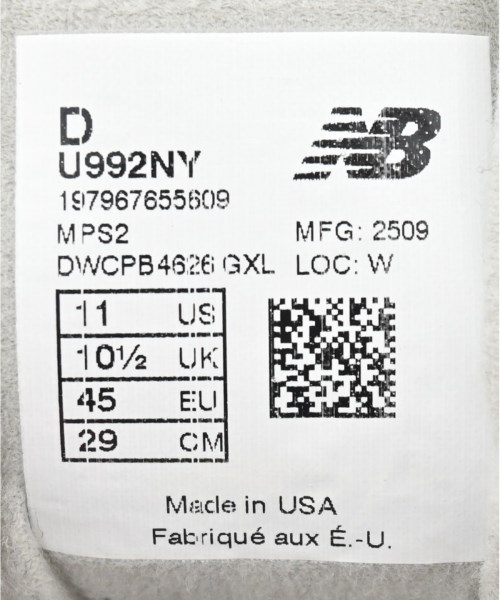 D
NB
U992NY
197967655609
MPS2 MFG: 2509
DWCPB4626 GXL LOC: W
11 US
10½ UK
45 EU
29 CM
Made in USA
Fabriqué aux É.-U.